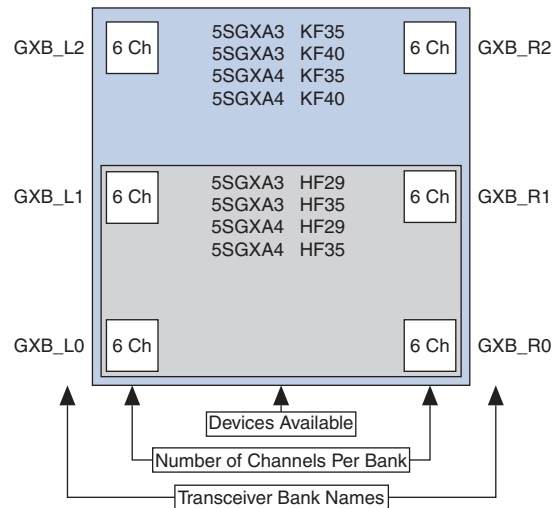 GXB_L2 6 Ch 5SGXA3 KF35 6 Ch GXB_R2
5SGXA3 KF40
5SGXA4 KF35
5SGXA4 KF40
GXB_L1 6 Ch 5SGXA3 HF29 6 Ch GXB_R1
5SGXA3 HF35
5SGXA4 HF29
5SGXA4 HF35
GXB_L0 6 Ch 6 Ch GXB_R0
Devices Available
Number of Channels Per Bank
Transceiver Bank Names